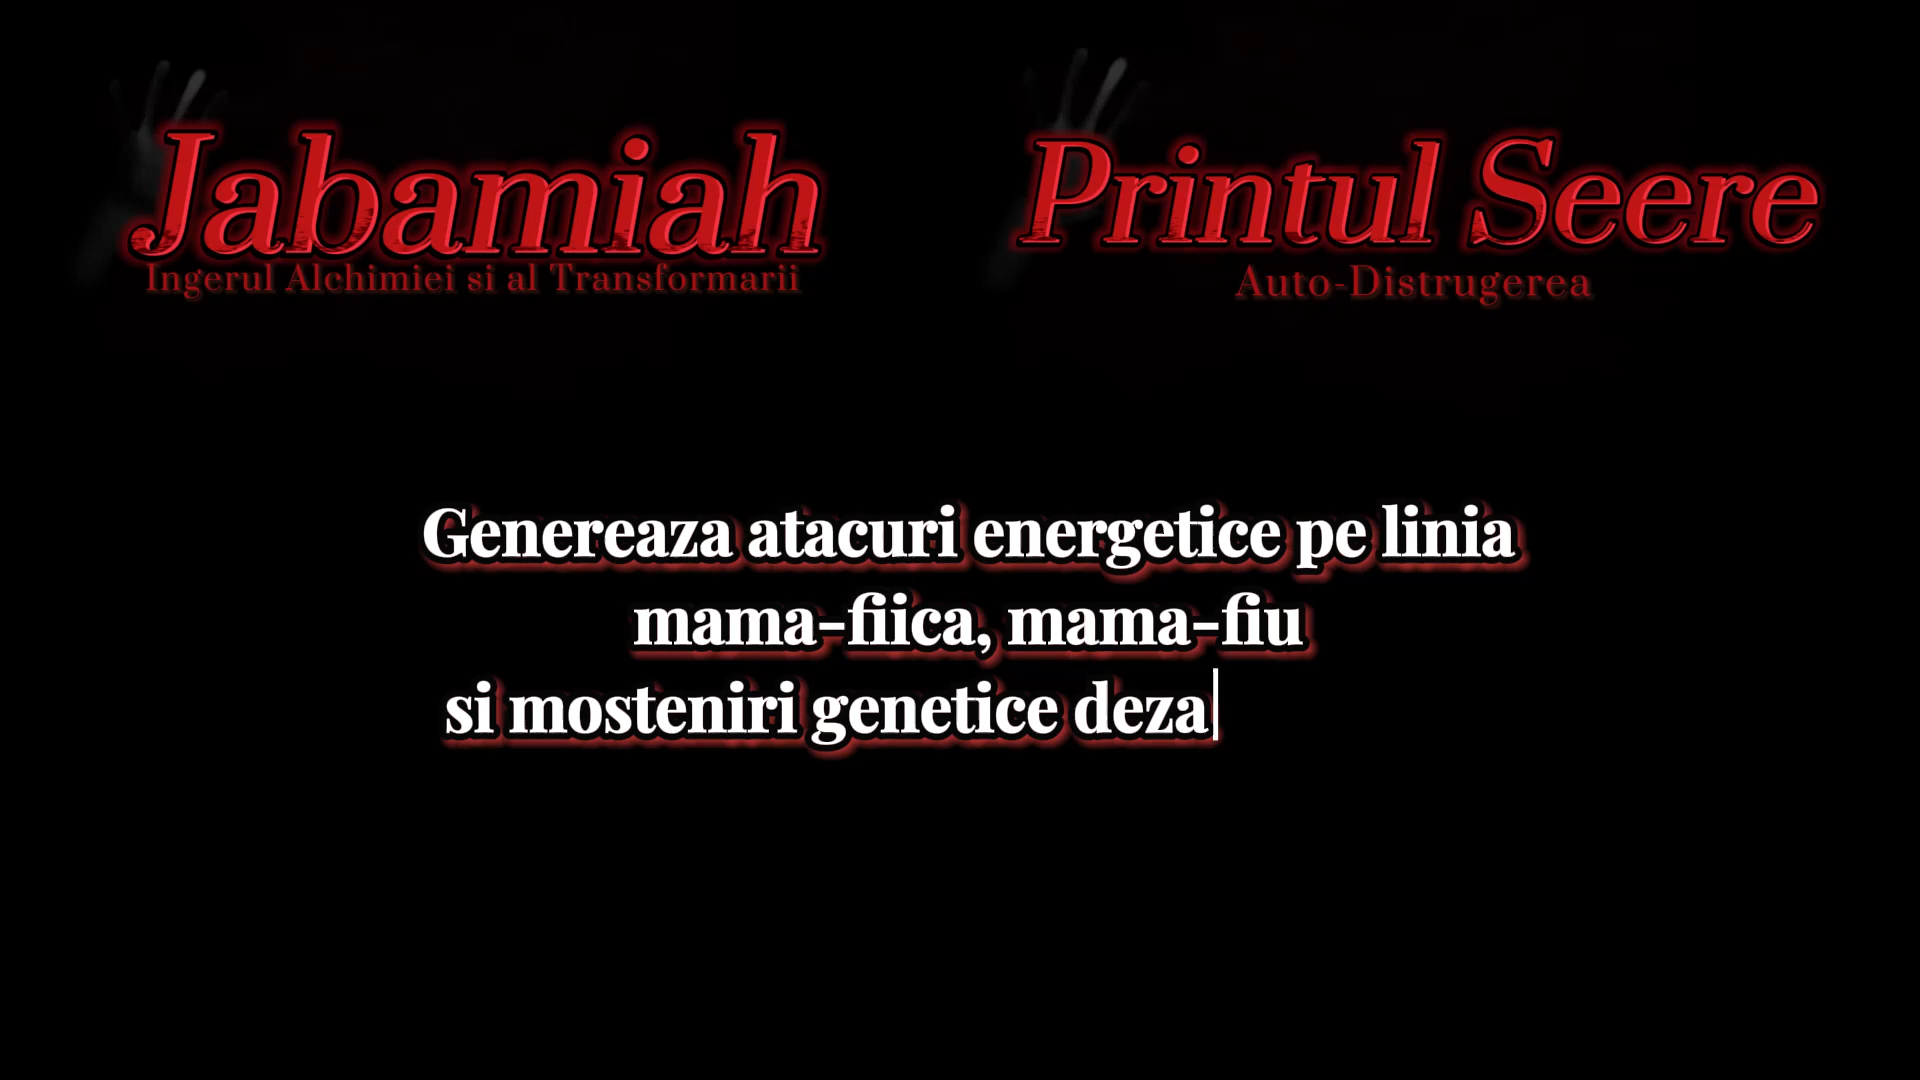 Jabamiah
Ingerul Alchimiei si al Transformarii
Printul Seere
Auto-Distrugerea
Genereaza atacuri energetice pe linia
mama-fiica, mama-fiu
si mosteniri genetice deza